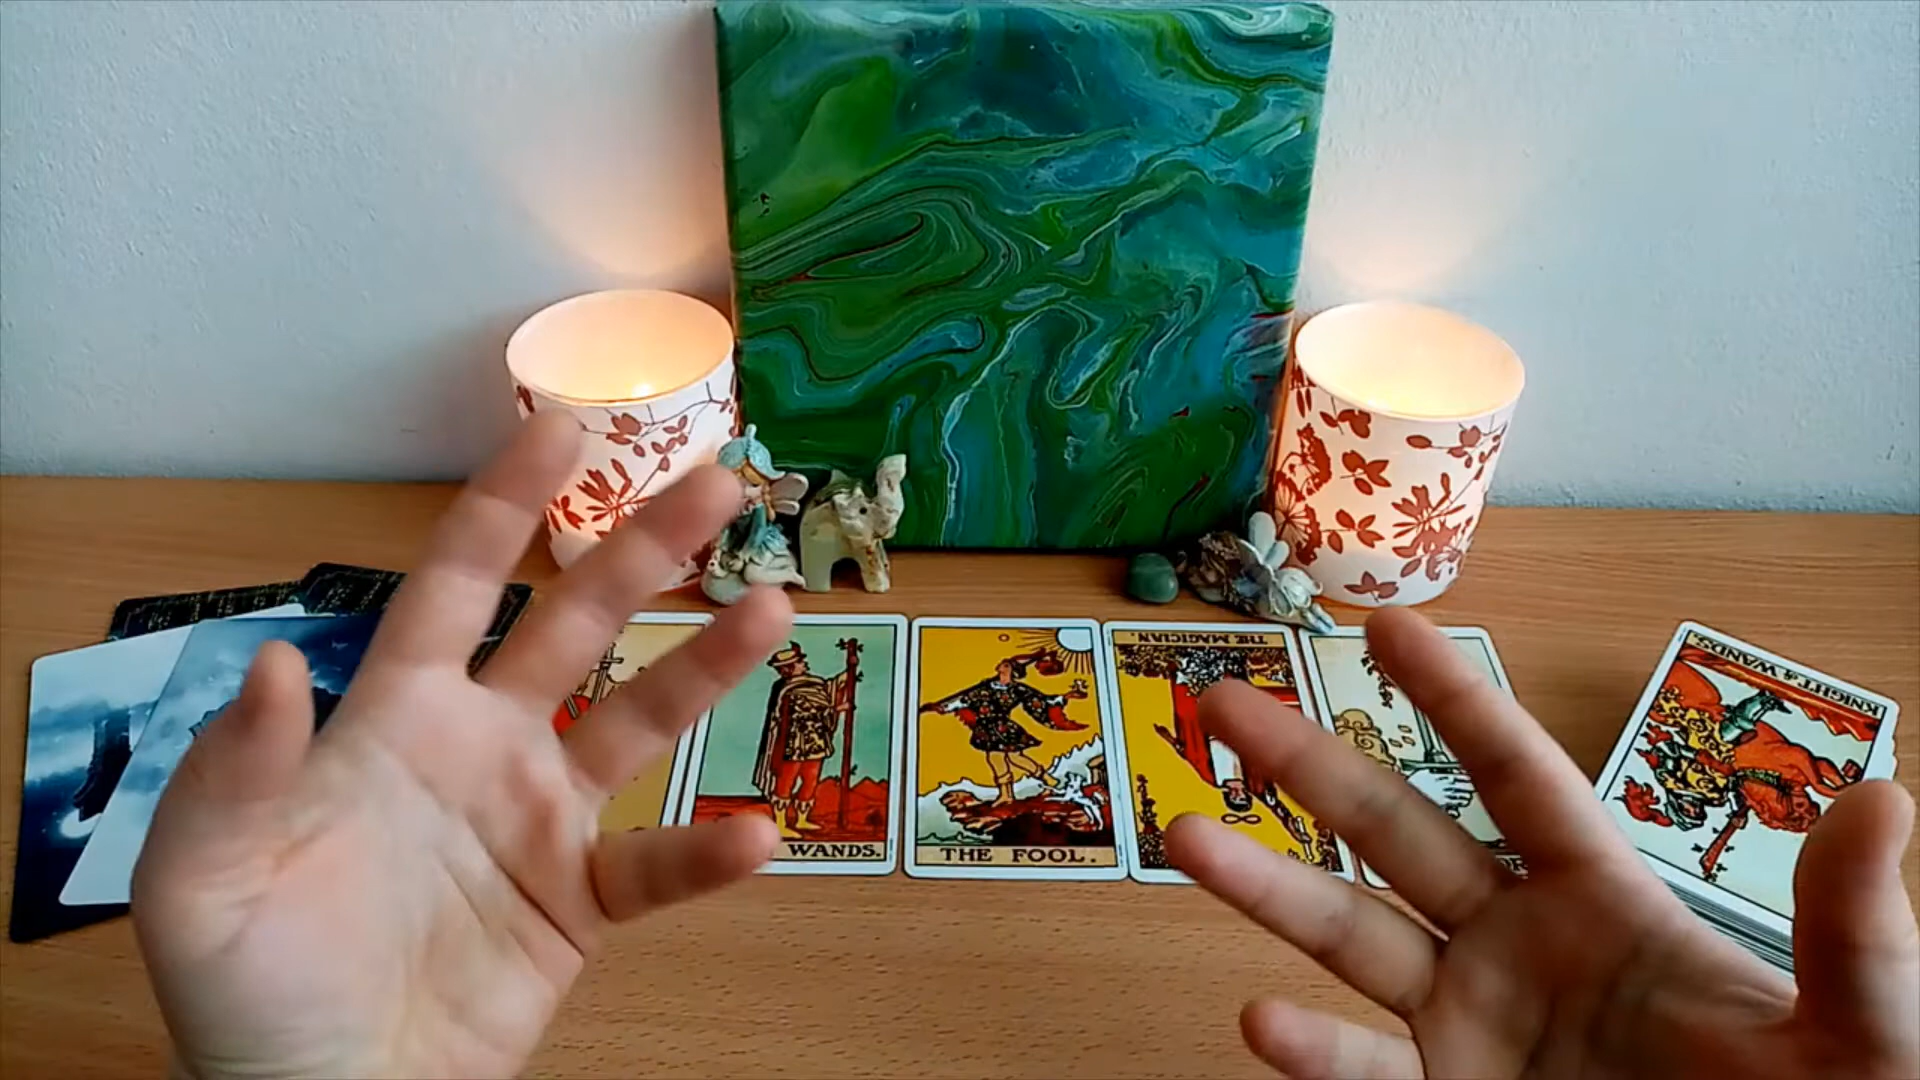 WANDS.
THE FOOL.
THE MAGICIAN.
KNIGHT of WANDS.